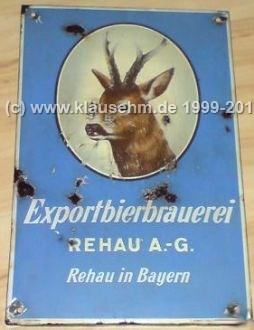 (c) www.klausehm.de 1999-201
Exportbierbrauerei
REHAU A.-G.
Rehau in Bayern